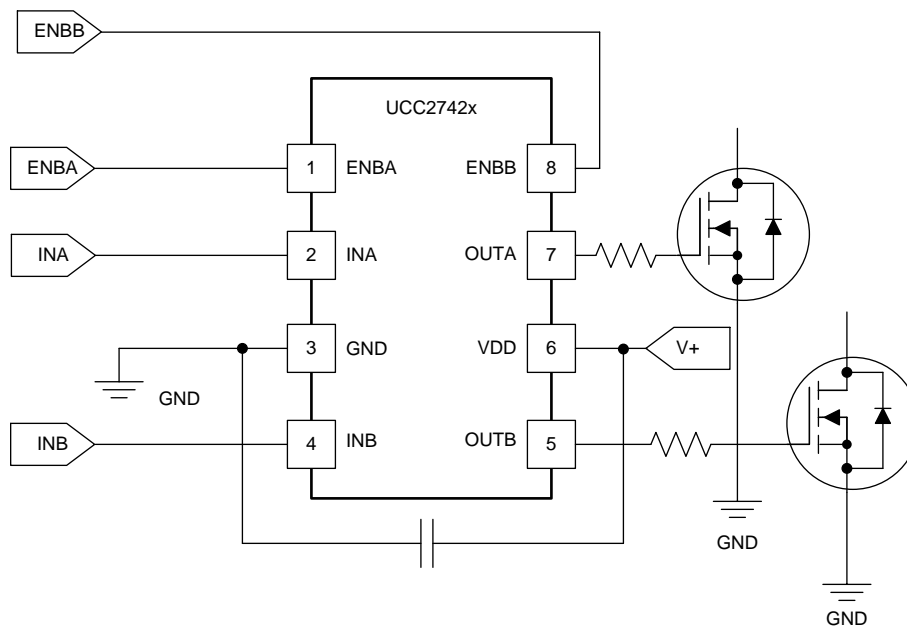 ENBB
UCC2742x
ENBA
1
ENBA
ENBB
8
INA
2
INA
OUTA
7
3
GND
VDD
6
V+
GND
INB
4
INB
OUTB
5
GND
GND